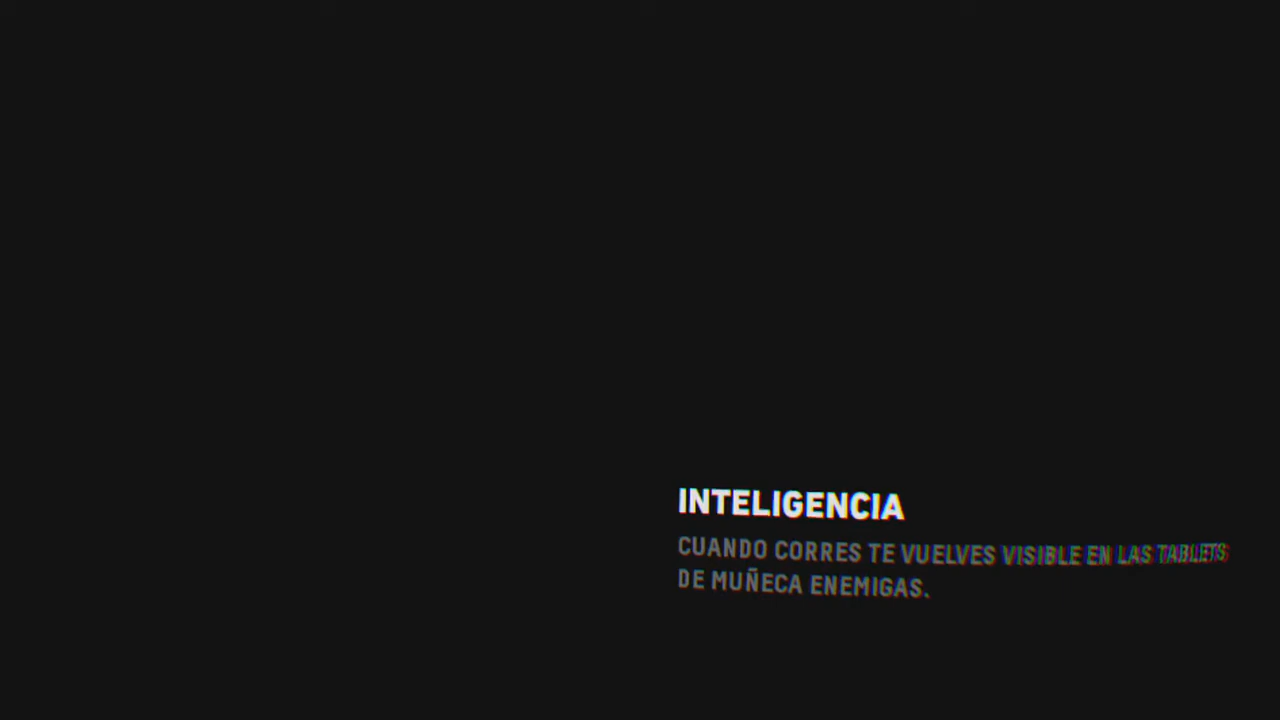 INTELIGENCIA
CUANDO CORRES TE VUELVES VISIBLE EN LAS TABLETS
DE MUÑECA ENEMIGAS.